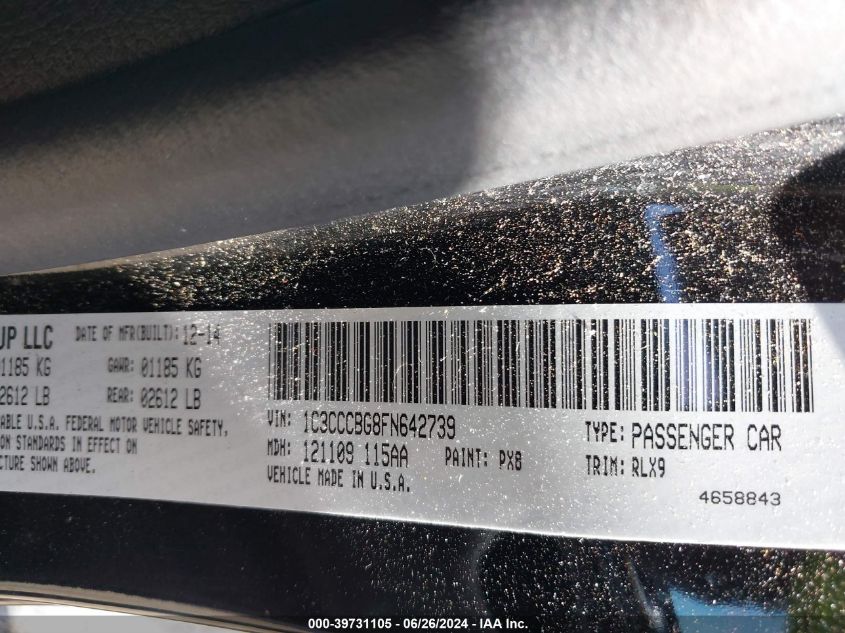 UP LLC DATE OF MFR(BUILT): 12-14
1185 KG GAWR: 01185 KG
2612 LB REAR: 02612 LB
ABLE U.S.A. FEDERAL MOTOR VEHICLE SAFETY,
ON STANDARDS IN EFFECT ON
CTURE SHOWN ABOVE.
VIN: 1C3CCCBG8FN642739 TYPE: PASSENGER CAR
MDH: 121109 115AA PAINT: PX8 TRIM: RLX9
VEHICLE MADE IN U.S.A.
4658843
000-39731105 - 06/26/2024 - IAA Inc.